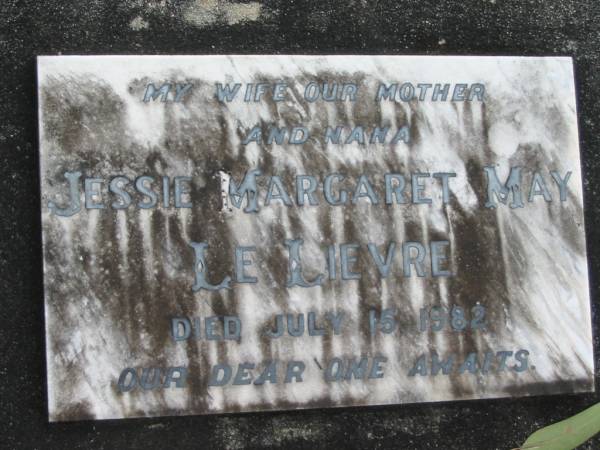 MY WIFE OUR MOTHER
AND NANA
JESSIE MARGARET MAY
LE LIEVRE
DIED JULY 15 1982
OUR DEAR ONE AWAITS.